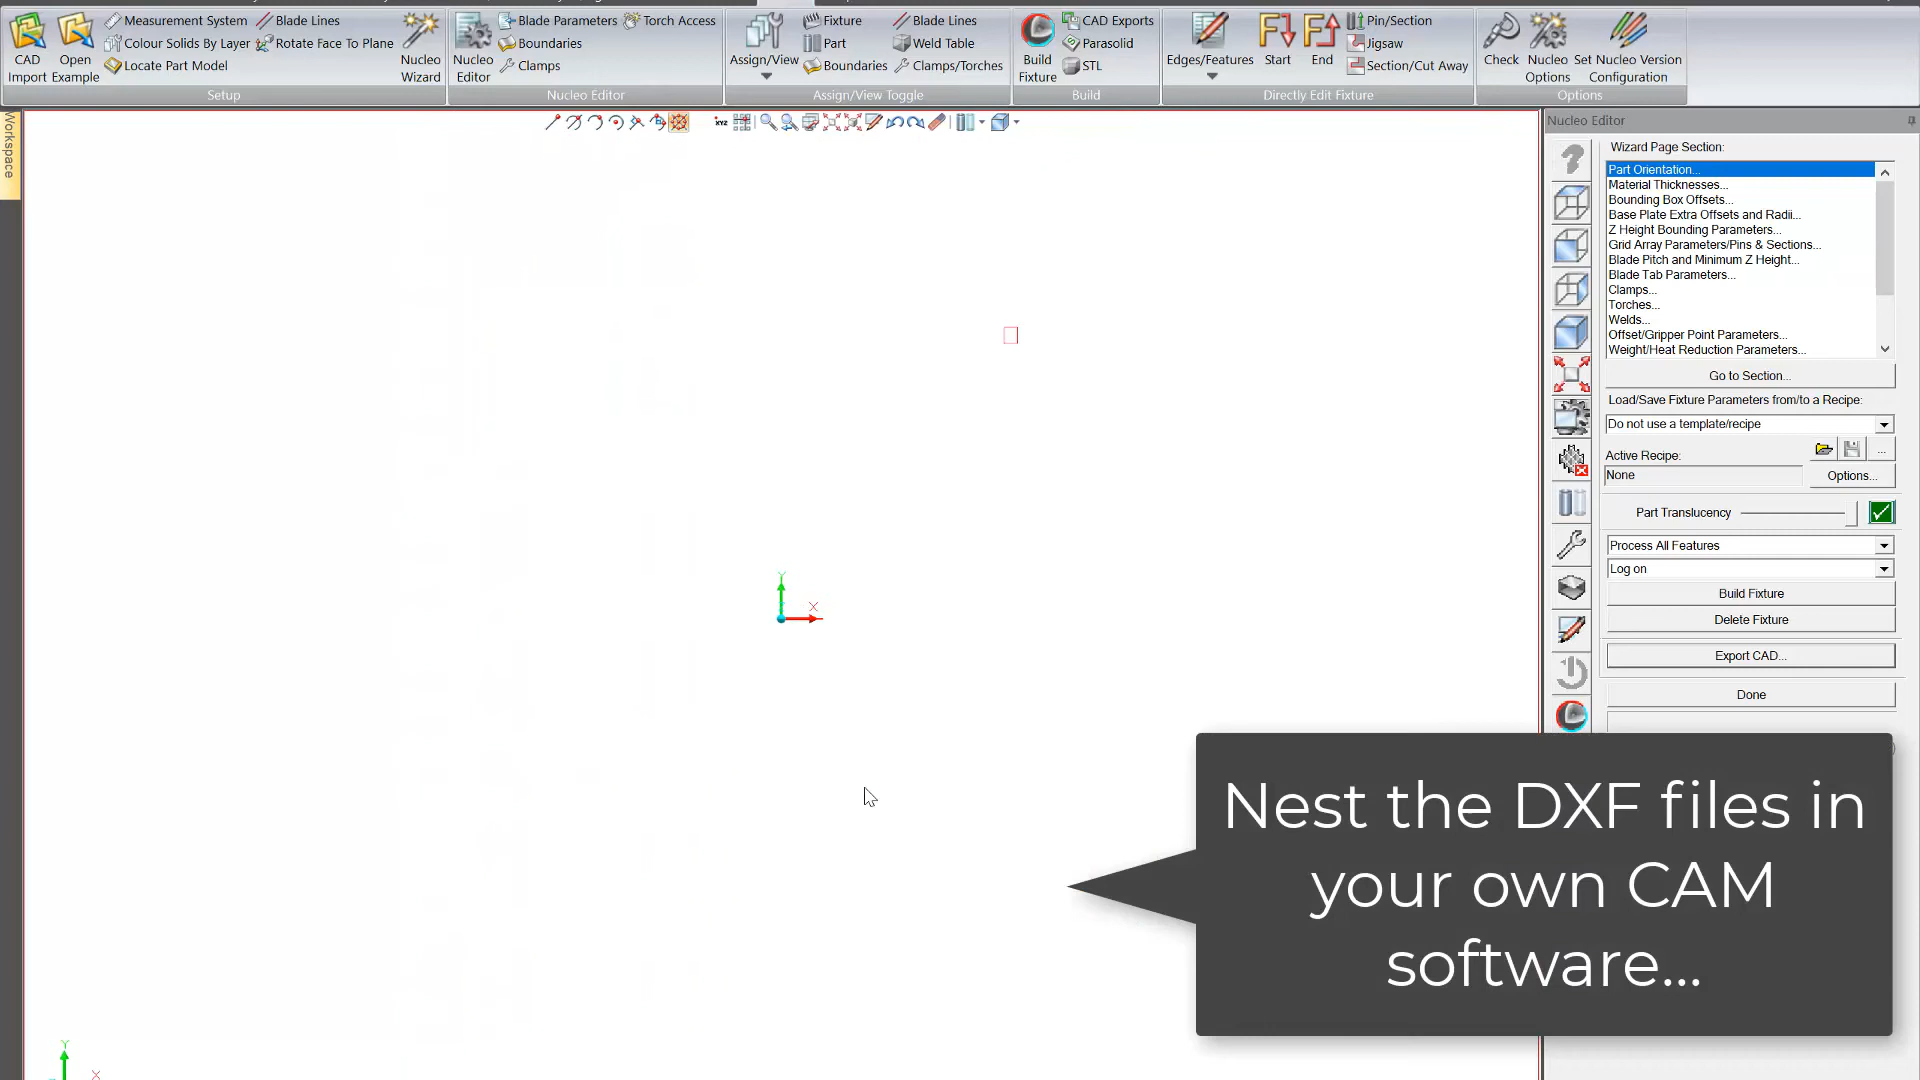 Measurement System
Blade Lines
Colour Solids By Layer
Rotate Face To Plane
Locate Part Model
CAD Import
Open Example
Nucleo Wizard
Setup
Blade Parameters
Torch Access
Boundaries
Clamps
Nucleo Editor
Nucleo Editor
Fixture
Blade Lines
Part
Weld Table
Boundaries
Clamps/Torches
Assign/View
Assign/View Toggle
CAD Exports
Parasolid
STL
Build Fixture
Build
Edges/Features
Start
End
Pin/Section
Jigsaw
Section/Cut Away
Directly Edit Fixture
Check
Nucleo Options
Set Nucleo Version Configuration
Options
Workspace
XYZ
Nucleo Editor
Wizard Page Section:
Part Orientation...
Material Thicknesses...
Bounding Box Offsets...
Base Plate Extra Offsets and Radii...
Z Height Bounding Parameters...
Grid Array Parameters/Pins & Sections...
Blade Pitch and Minimum Z Height...
Blade Tab Parameters...
Clamps...
Torches...
Welds...
Offset/Gripper Point Parameters...
Weight/Heat Reduction Parameters...
Go to Section...
Load/Save Fixture Parameters from/to a Recipe:
Do not use a template/recipe
Active Recipe:
...
None
Options...
Part Translucency
Process All Features
Log on
Build Fixture
Delete Fixture
Export CAD...
Done
Y
X
Y
X
Nest the DXF files in
your own CAM
software...